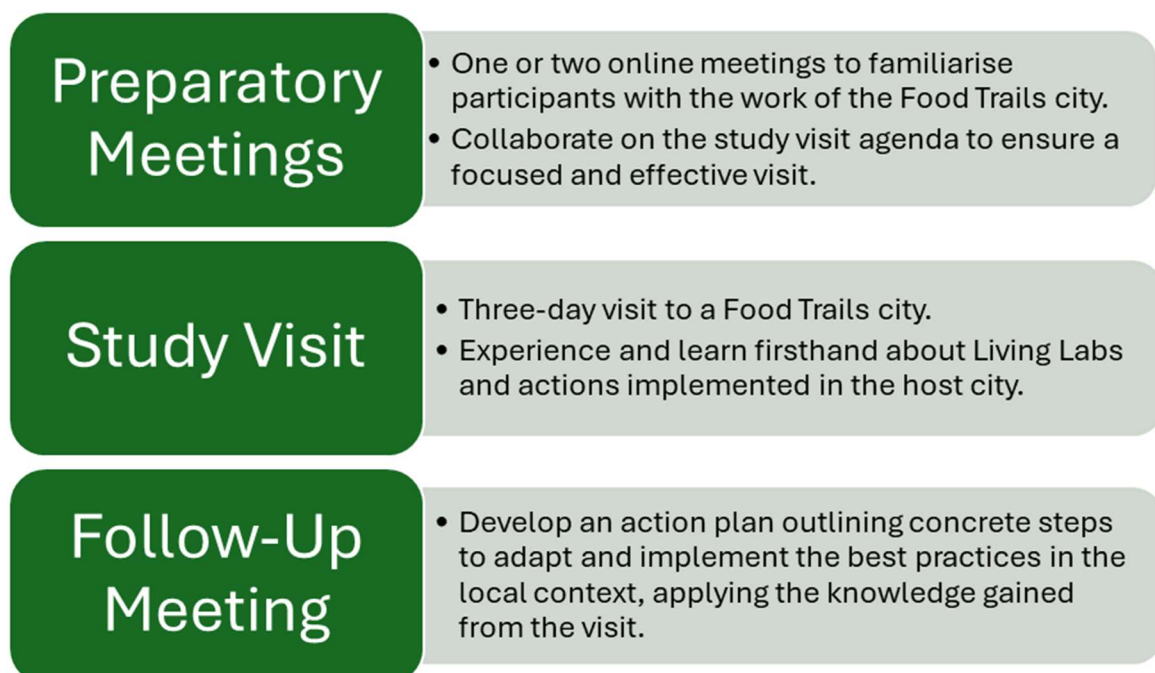 Preparatory
Meetings
• One or two online meetings to familiarise
participants with the work of the Food Trails city.
• Collaborate on the study visit agenda to ensure a
focused and effective visit.
Study Visit
• Three-day visit to a Food Trails city.
• Experience and learn firsthand about Living Labs
and actions implemented in the host city.
Follow-Up
Meeting
• Develop an action plan outlining concrete steps
to adapt and implement the best practices in the
local context, applying the knowledge gained
from the visit.